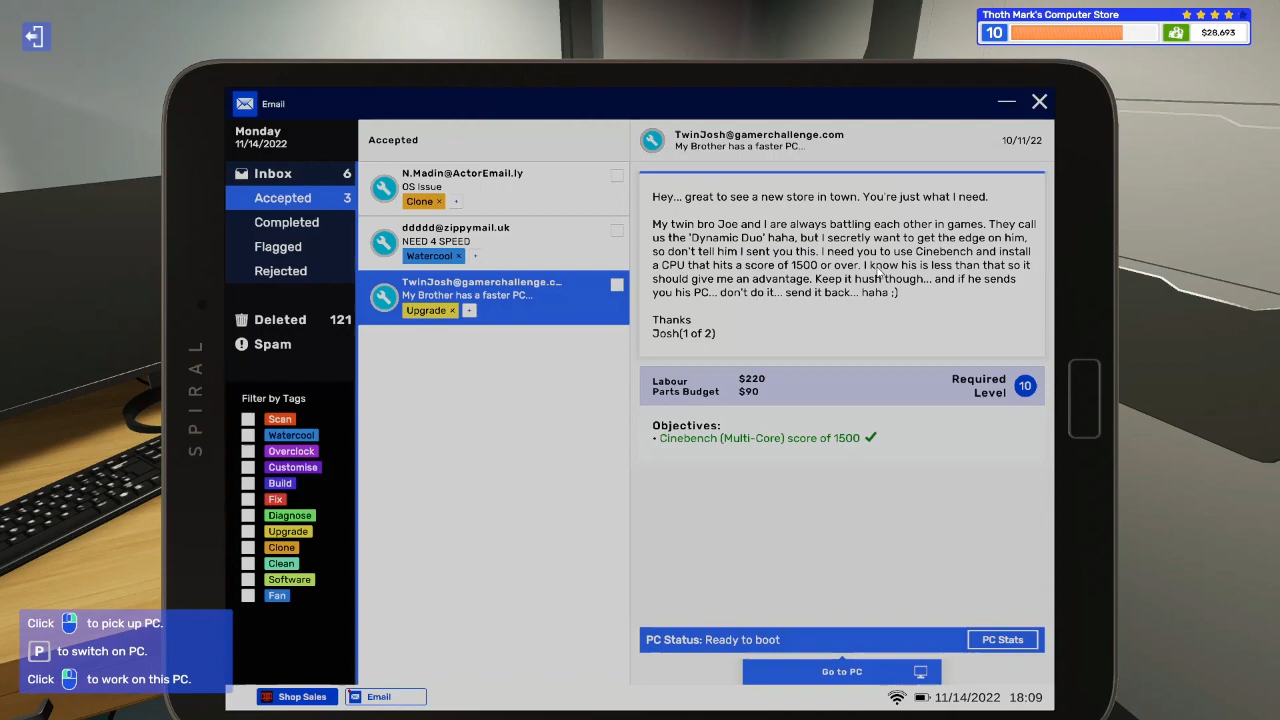 Thoth Mark's Computer Store
10
$28,693
Email
Monday
11/14/2022
Inbox 6
Accepted 3
Completed
Flagged
Rejected
Deleted 121
Spam
Filter by Tags
Scan
Watercool
Overclock
Customise
Build
Fix
Diagnose
Upgrade
Clone
Clean
Software
Fan
Accepted
N.Madin@ActorEmail.ly
OS Issue
Clone × +
ddddd@zippymail.uk
NEED 4 SPEED
Watercool × +
TwinJosh@gamerchallenge.c...
My Brother has a faster PC...
Upgrade × +
TwinJosh@gamerchallenge.com
My Brother has a faster PC...
10/11/22
Hey... great to see a new store in town. You're just what I need.
My twin bro Joe and I are always battling each other in games. They call
us the 'Dynamic Duo' haha, but I secretly want to get the edge on him,
so don't tell him I sent you this. I need you to use Cinebench and install
a CPU that hits a score of 1500 or over. I know his is less than that so it
should give me an advantage. Keep it hush though... and if he sends
you his PC... don't do it... send it back... haha ;)
Thanks
Josh(1 of 2)
Labour $220
Parts Budget $90
Required
Level 10
Objectives:
• Cinebench (Multi-Core) score of 1500
PC Status: Ready to boot
PC Stats
Go to PC
SPIRAL
Click to pick up PC.
P to switch on PC.
Click to work on this PC.
Shop Sales
Email
11/14/2022 18:09